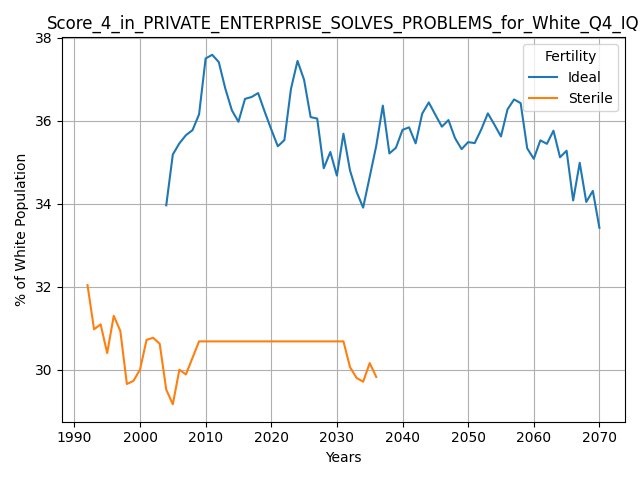 Score_4_in_PRIVATE_ENTERPRISE_SOLVES_PROBLEMS_for_White_Q4_IQ
Fertility
Ideal
Sterile
% of White Population
38
36
34
32
30
1990 2000 2010 2020 2030 2040 2050 2060 2070
Years